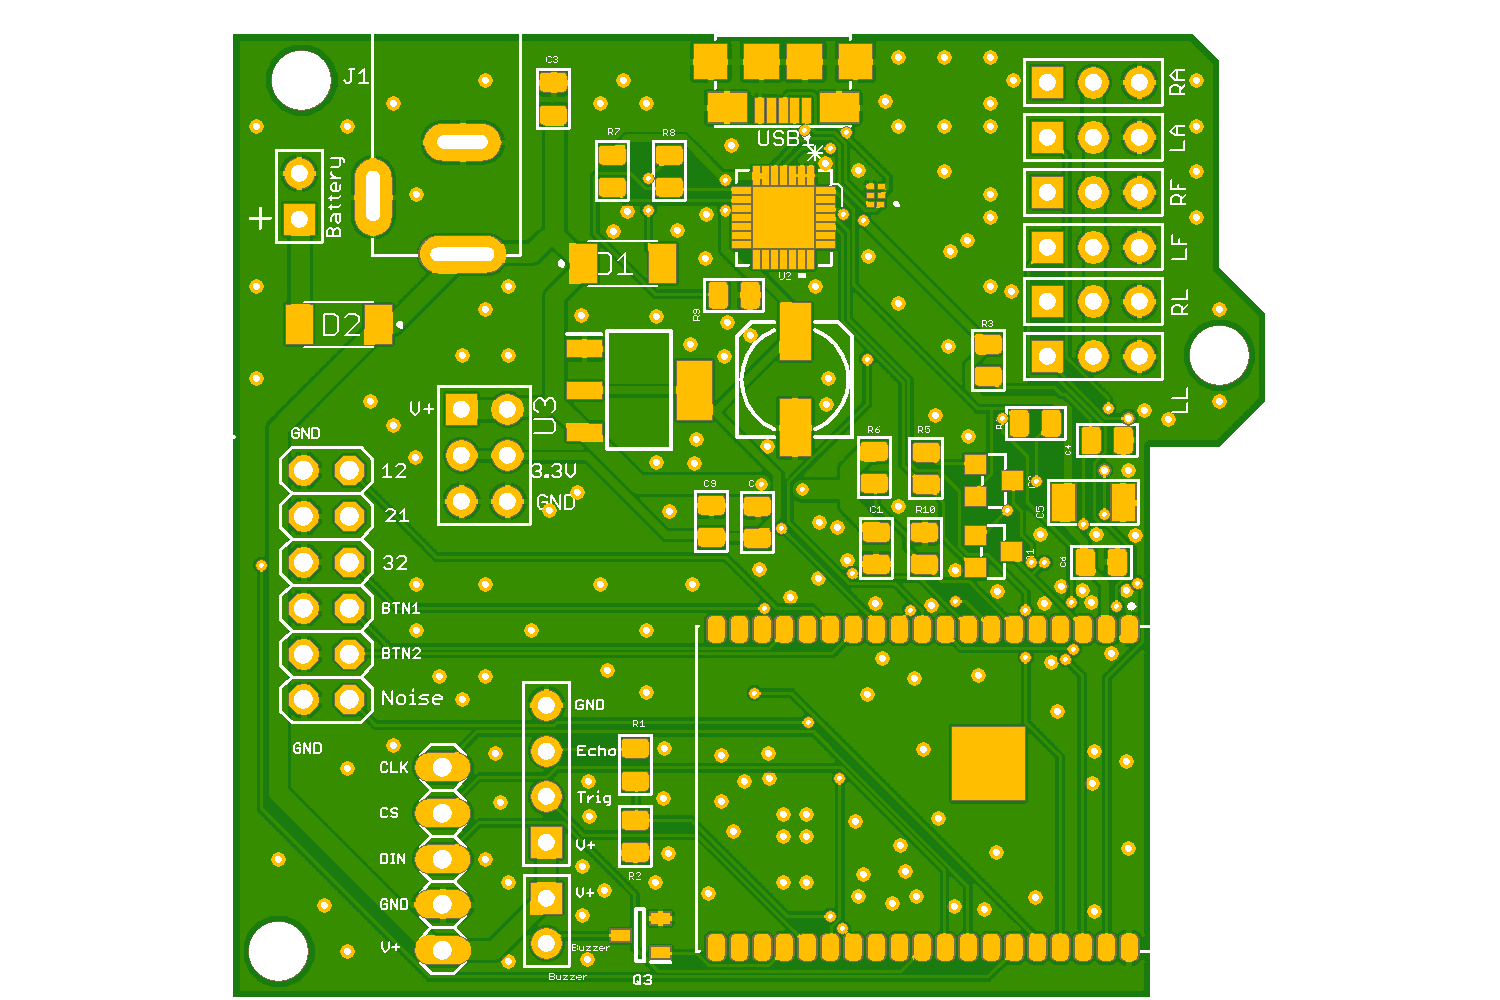 J1
C3
USB1
RA
LA
RF
LF
RL
LL
R7
R8
Battery
+
D1
D2
U2
R9
R3
V+
U3
3.3V
GND
GND
12
21
32
BTN1
BTN2
Noise
GND
R6
R5
C4
C9
C
C1
R10
C5
C6
CLK
CS
DIN
GND
V+
GND
Echo
Trig
V+
R1
R2
V+
Buzzer
Buzzer
Q3